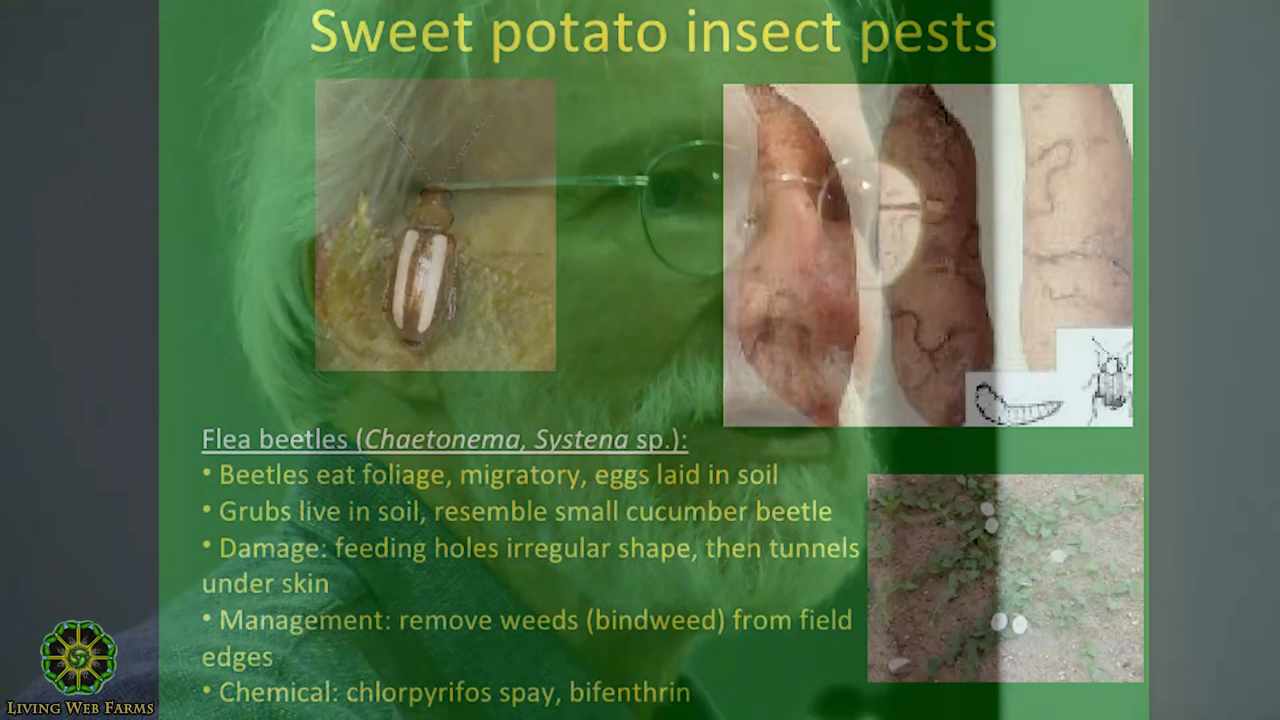 Sweet potato insect pests
Flea beetles (Chaetonema, Systena sp.):
• Beetles eat foliage, migratory, eggs laid in soil
• Grubs live in soil, resemble small cucumber beetle
• Damage: feeding holes irregular shape, then tunnels
under skin
• Management: remove weeds (bindweed) from field
edges
• Chemical: chlorpyrifos spay, bifenthrin
LIVING WEB FARMS